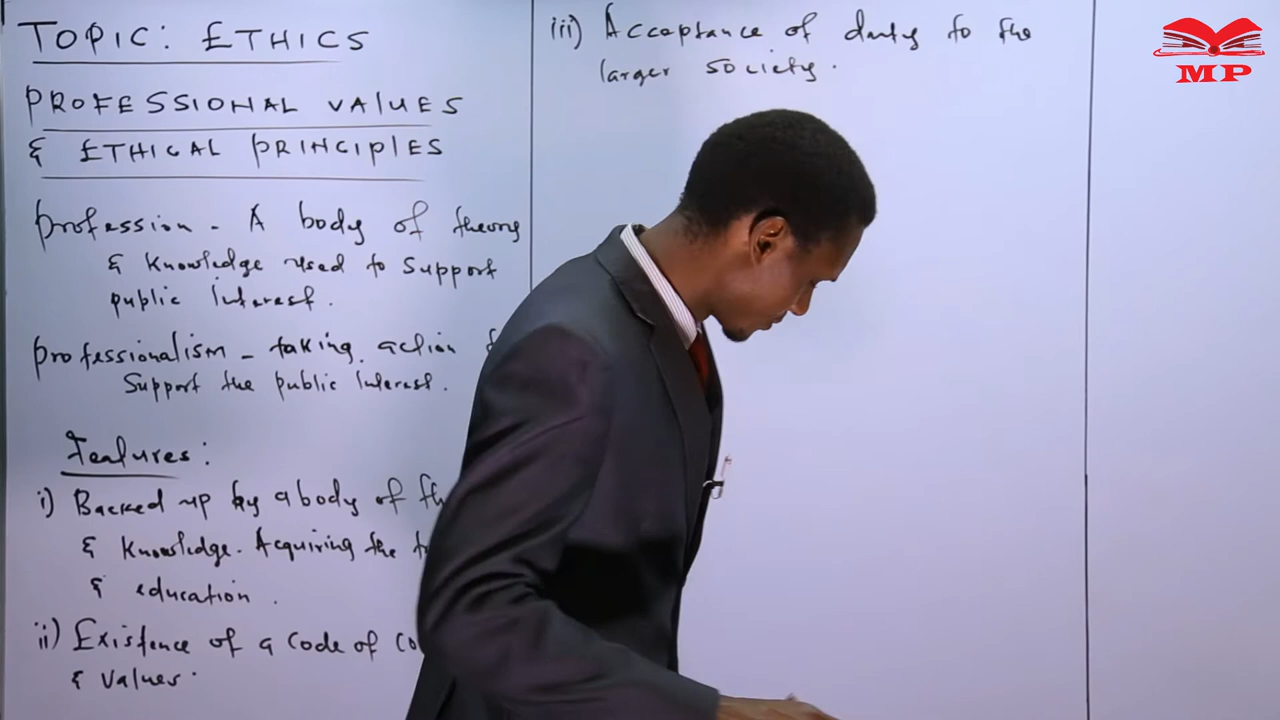 TOPIC: ETHICS
PROFESSIONAL VALUES
& ETHICAL PRINCIPLES
profession - A body of theory
& Knowledge used to support
public interest.
professionalism - taking action
Support the public interest.
Features:
i) Backed up by a body of
& Knowledge. Acquiring the
& education.
ii) Existence of a code of
& values.
iii) Acceptance of duty to the
larger society.
MP